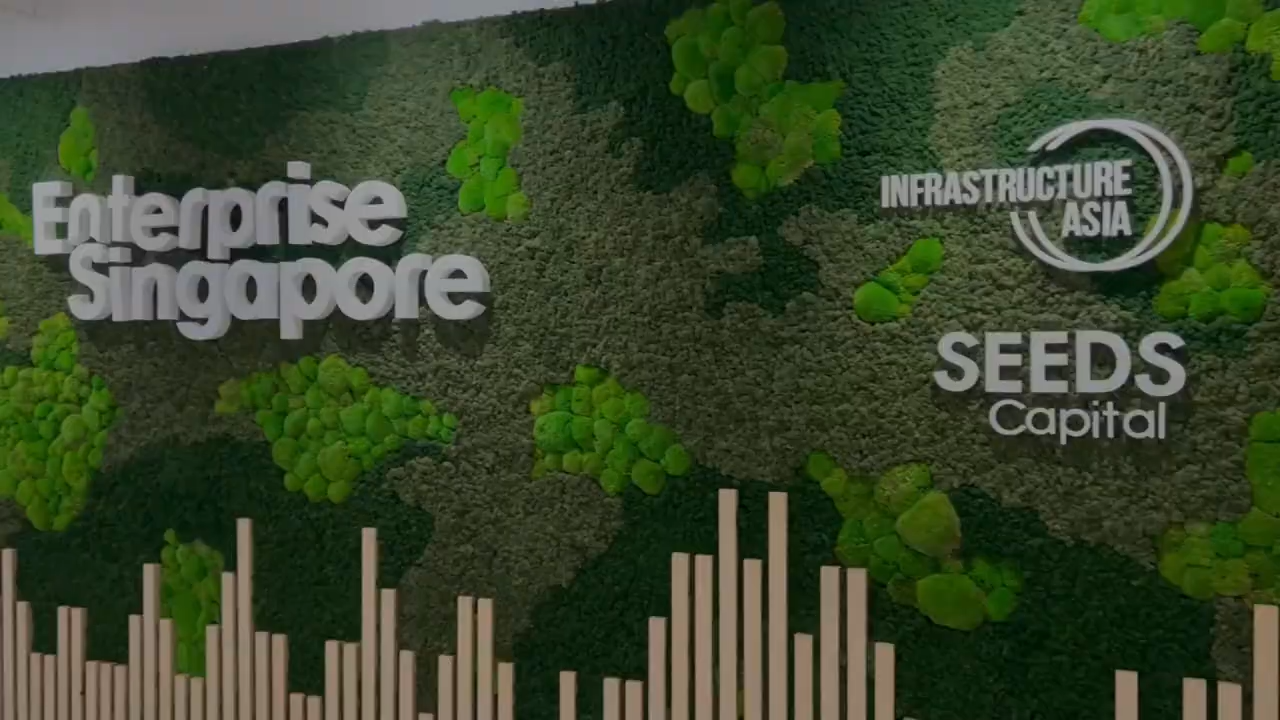 Enterprise
Singapore
INFRASTRUCTURE
ASIA
SEEDS
Capital